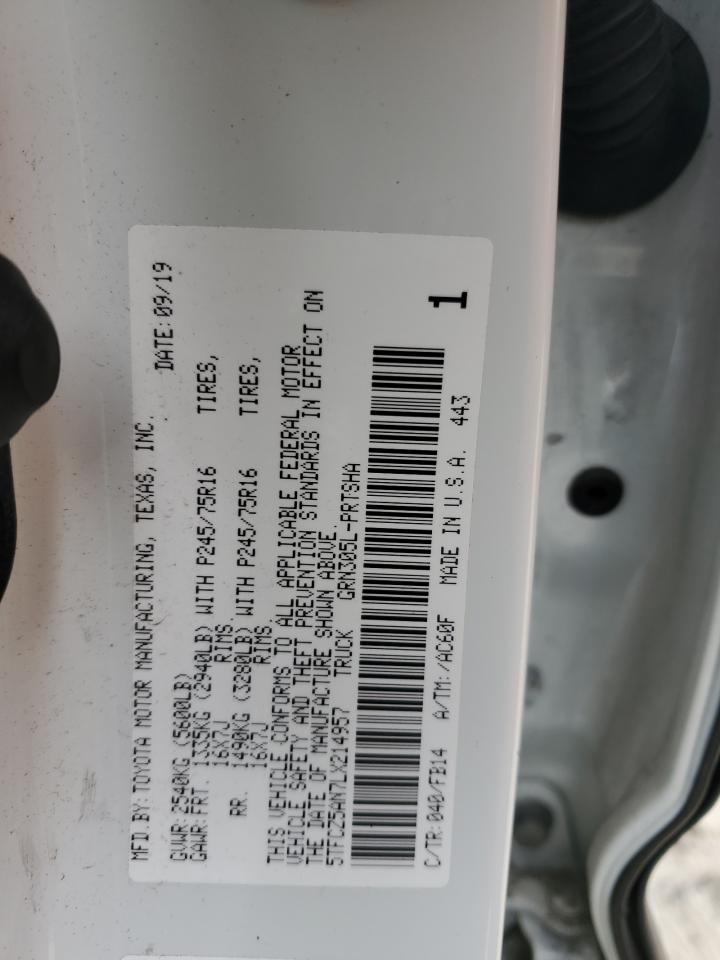 MFD.BY:TOYOTA MOTOR MANUFACTURING, TEXAS, INC.
DATE:09/19
GVWR:2540KG (5600LB)
GAWR:FRT. 1335KG (2940LB) WITH P245/75R16 TIRES,
16X7J RIMS.
RR. 1490KG (3280LB) WITH P245/75R16 TIRES,
16X7J RIMS.
THIS VEHICLE CONFORMS TO ALL APPLICABLE FEDERAL MOTOR
VEHICLE SAFETY AND THEFT PREVENTION STANDARDS IN EFFECT ON
THE DATE OF MANUFACTURE SHOWN ABOVE.
5TFCZ5AN7LX214957 TRUCK GRN305L-PRTSHA
1
C/TR:040/FB14 A/TM:/AC60F MADE IN U.S.A. 443